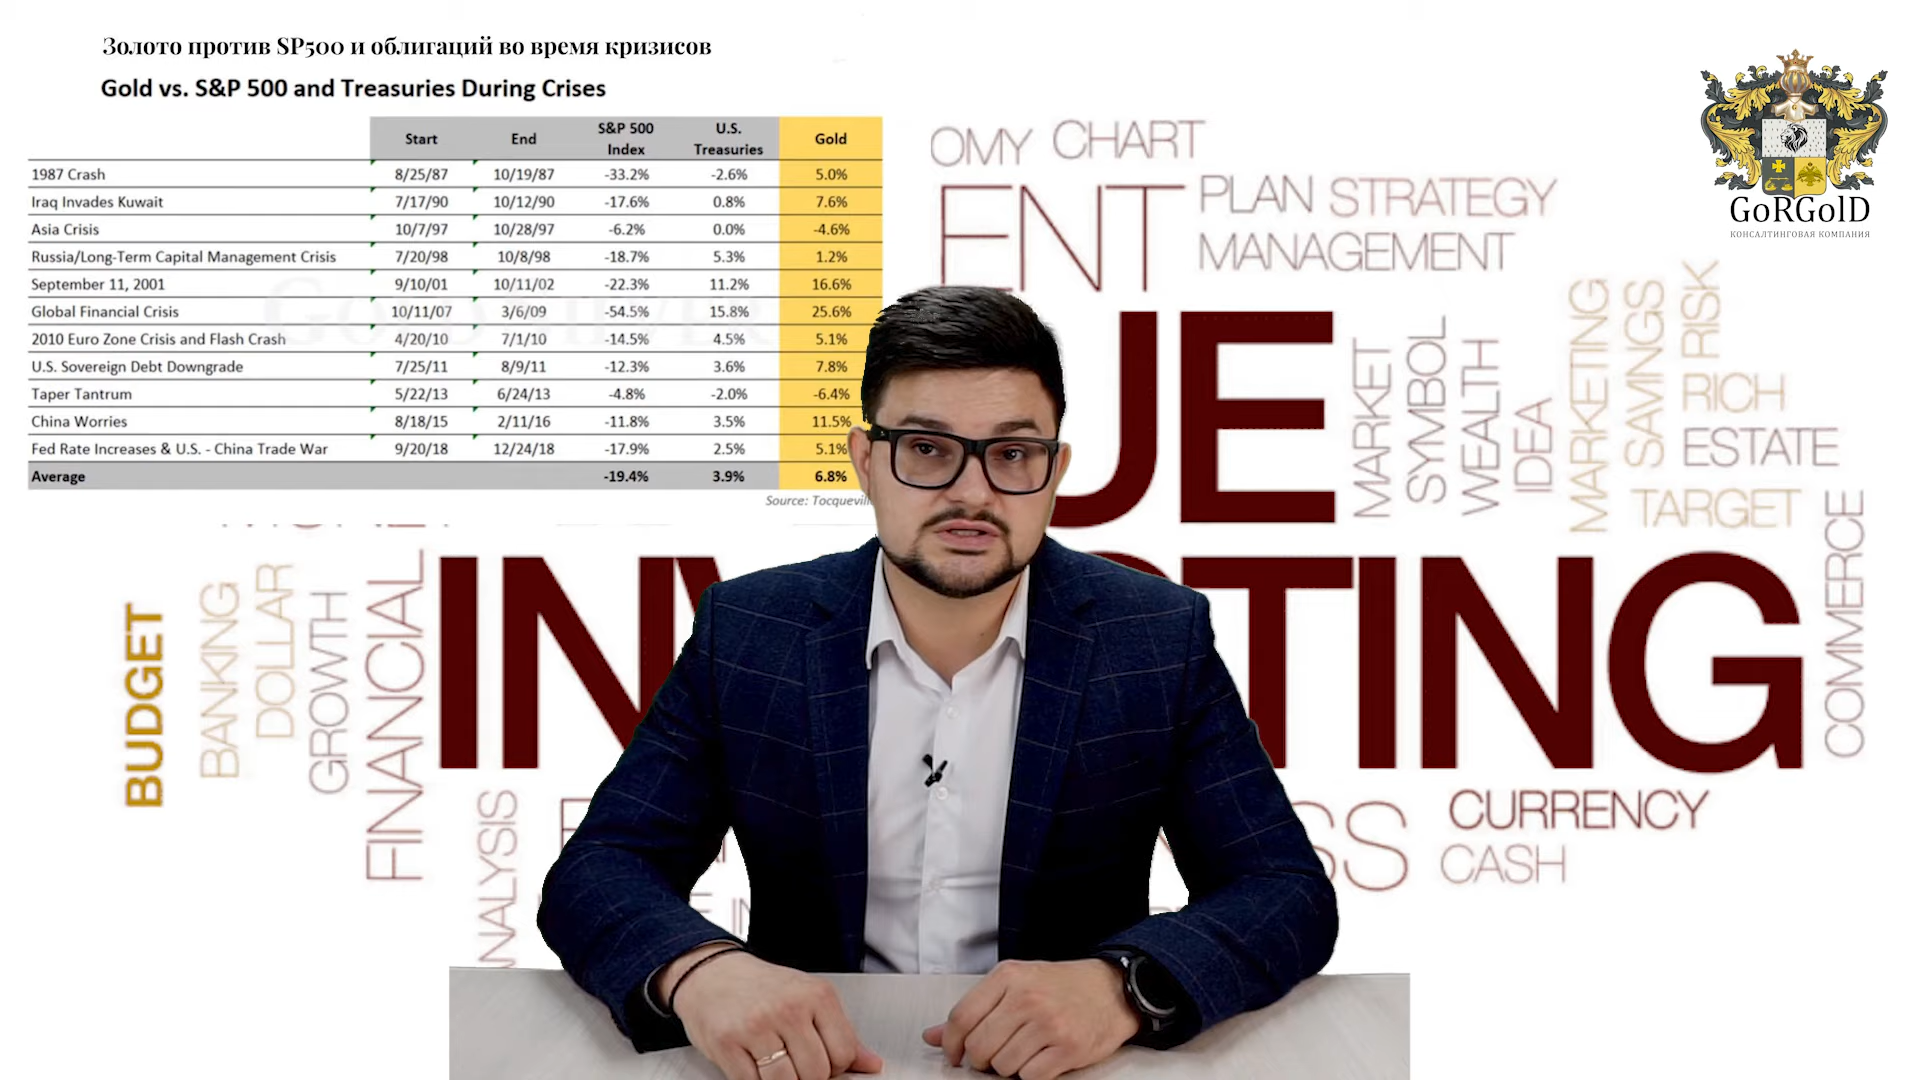 Золото против SP500 и облигаций во время кризисов
Gold vs. S&P 500 and Treasuries During Crises
Start End S&P 500 Index U.S. Treasuries Gold
1987 Crash 8/25/87 10/19/87 -33.2% -2.6% 5.0%
Iraq Invades Kuwait 7/17/90 10/12/90 -17.6% 0.8% 7.6%
Asia Crisis 10/7/97 10/28/97 -6.2% 0.0% -4.6%
Russia/Long-Term Capital Management Crisis 7/20/98 10/8/98 -18.7% 5.3% 1.2%
September 11, 2001 9/10/01 10/11/02 -22.3% 11.2% 16.6%
Global Financial Crisis 10/11/07 3/6/09 -54.5% 15.8% 25.6%
2010 Euro Zone Crisis and Flash Crash 4/20/10 7/1/10 -14.5% 4.5% 5.1%
U.S. Sovereign Debt Downgrade 7/25/11 8/9/11 -12.3% 3.6% 7.8%
Taper Tantrum 5/22/13 6/24/13 -4.8% -2.0% -6.4%
China Worries 8/18/15 2/11/16 -11.8% 3.5% 11.5%
Fed Rate Increases & U.S. - China Trade War 9/20/18 12/24/18 -17.9% 2.5% 5.1%
Average -19.4% 3.9% 6.8%
Source:
GoRGolD
КОНСАЛТИНГОВАЯ КОМПАНИЯ
OMY CHART
ENT
PLAN STRATEGY
MANAGEMENT
UE
MARKET
SYMBOL
WEALTH
IDEA
MARKETING
SAVINGS
RISK
RICH
ESTATE
TARGET
COMMERCE
BUDGET
BANKING
DOLLAR
GROWTH
FINANCIAL
INV TING
CURRENCY
CASH